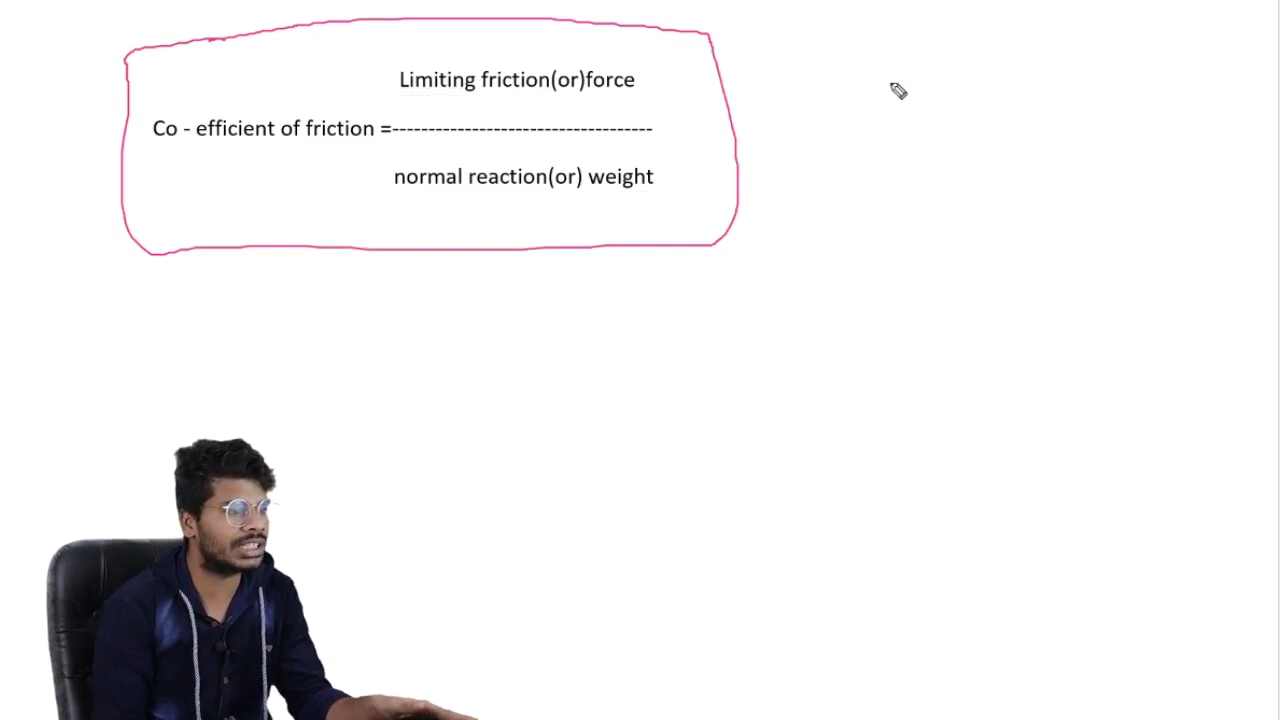 Limiting friction(or)force
Co - efficient of friction =------------------------------------
normal reaction(or) weight